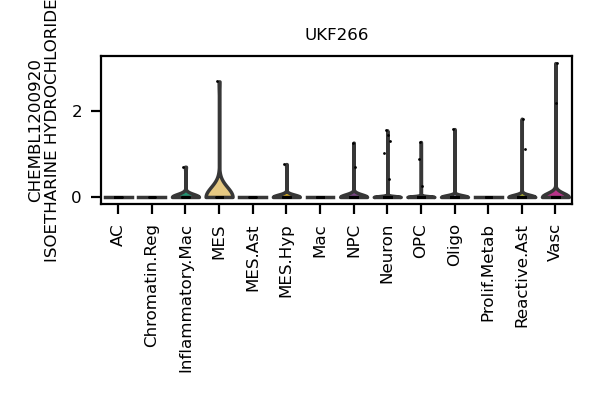 UKF266
CHEMBL1200920
ISOETHARINE HYDROCHLORIDE
2
0
AC
Chromatin.Reg
Inflammatory.Mac
MES
MES.Ast
MES.Hyp
Mac
NPC
Neuron
OPC
Oligo
Prolif.Metab
Reactive.Ast
Vasc